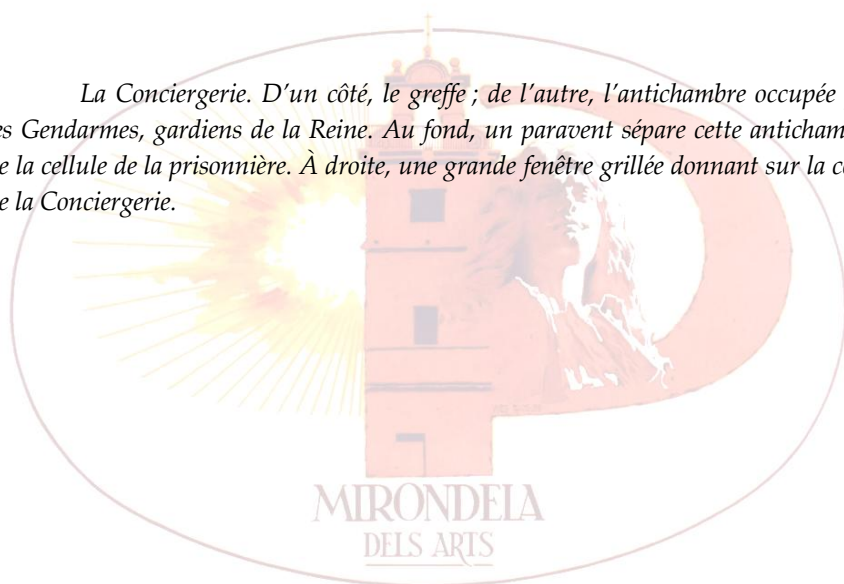 La Conciergerie. D’un côté, le greffe ; de l’autre, l’antichambre occupée
es Gendarmes, gardiens de la Reine. Au fond, un paravent sépare cette anticham
e la cellule de la prisonnière. À droite, une grande fenêtre grillée donnant sur la c
e la Conciergerie.
MIRONDELA
DELS ARTS